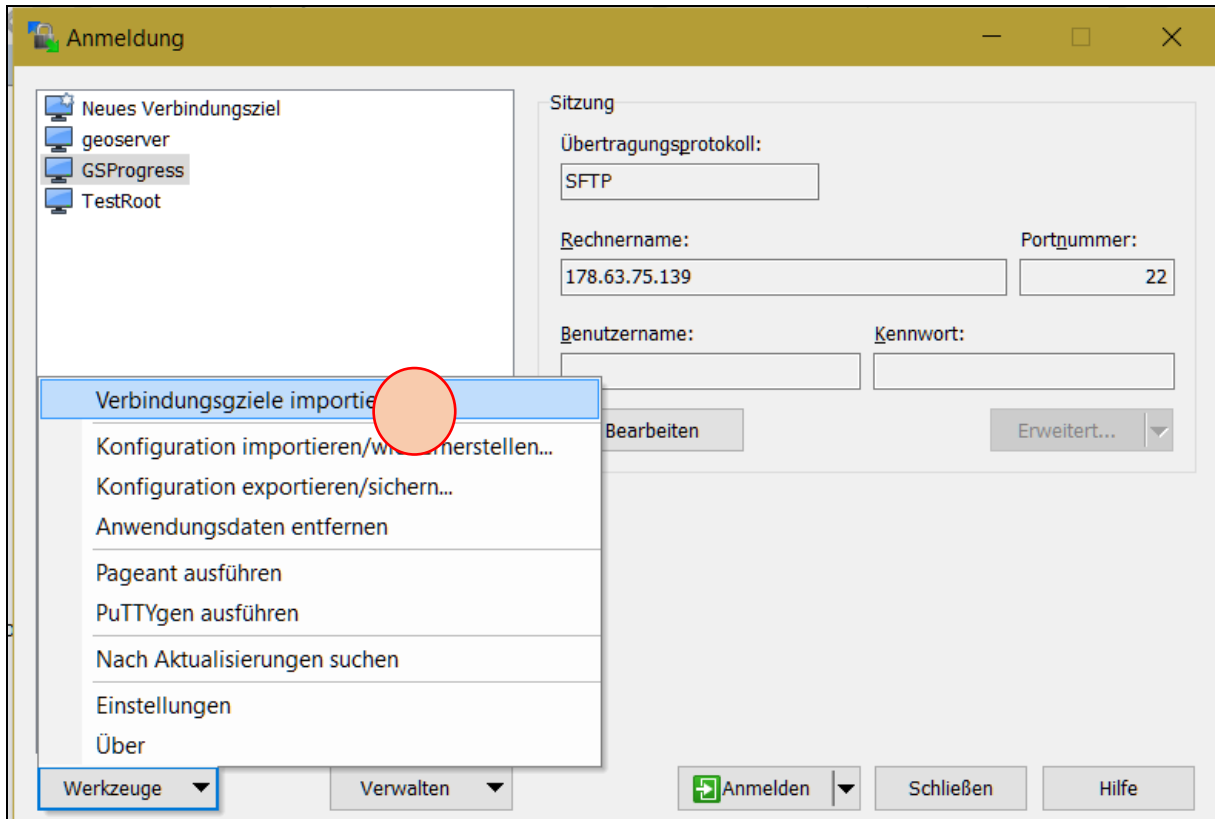 Anmeldung
Neues Verbindungsziel
geoserver
GSProgress
TestRoot
Sitzung
Übertragungsprotokoll:
SFTP
Rechnername:
Portnummer:
178.63.75.139
22
Benutzername:
Kennwort:
Bearbeiten
Erweitert...
Verbindungsgziele
Konfiguration
Konfiguration exportieren/sichern...
Anwendungsdaten entfernen
Pageant ausführen
PuTTYgen ausführen
Nach Aktualisierungen suchen
Einstellungen
Über
Werkzeuge
Verwalten
Anmelden
Schließen
Hilfe